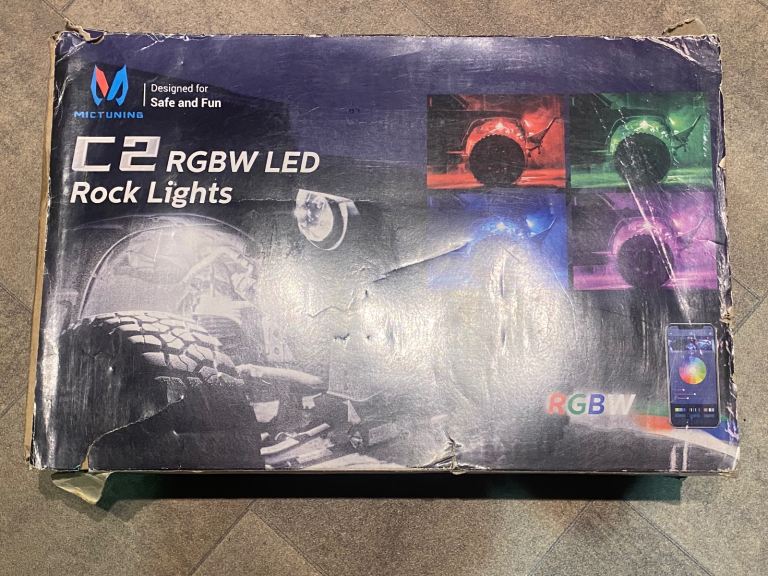 MICTUNING
Designed for
Safe and Fun
C2 RGBW LED
Rock Lights
RGBW